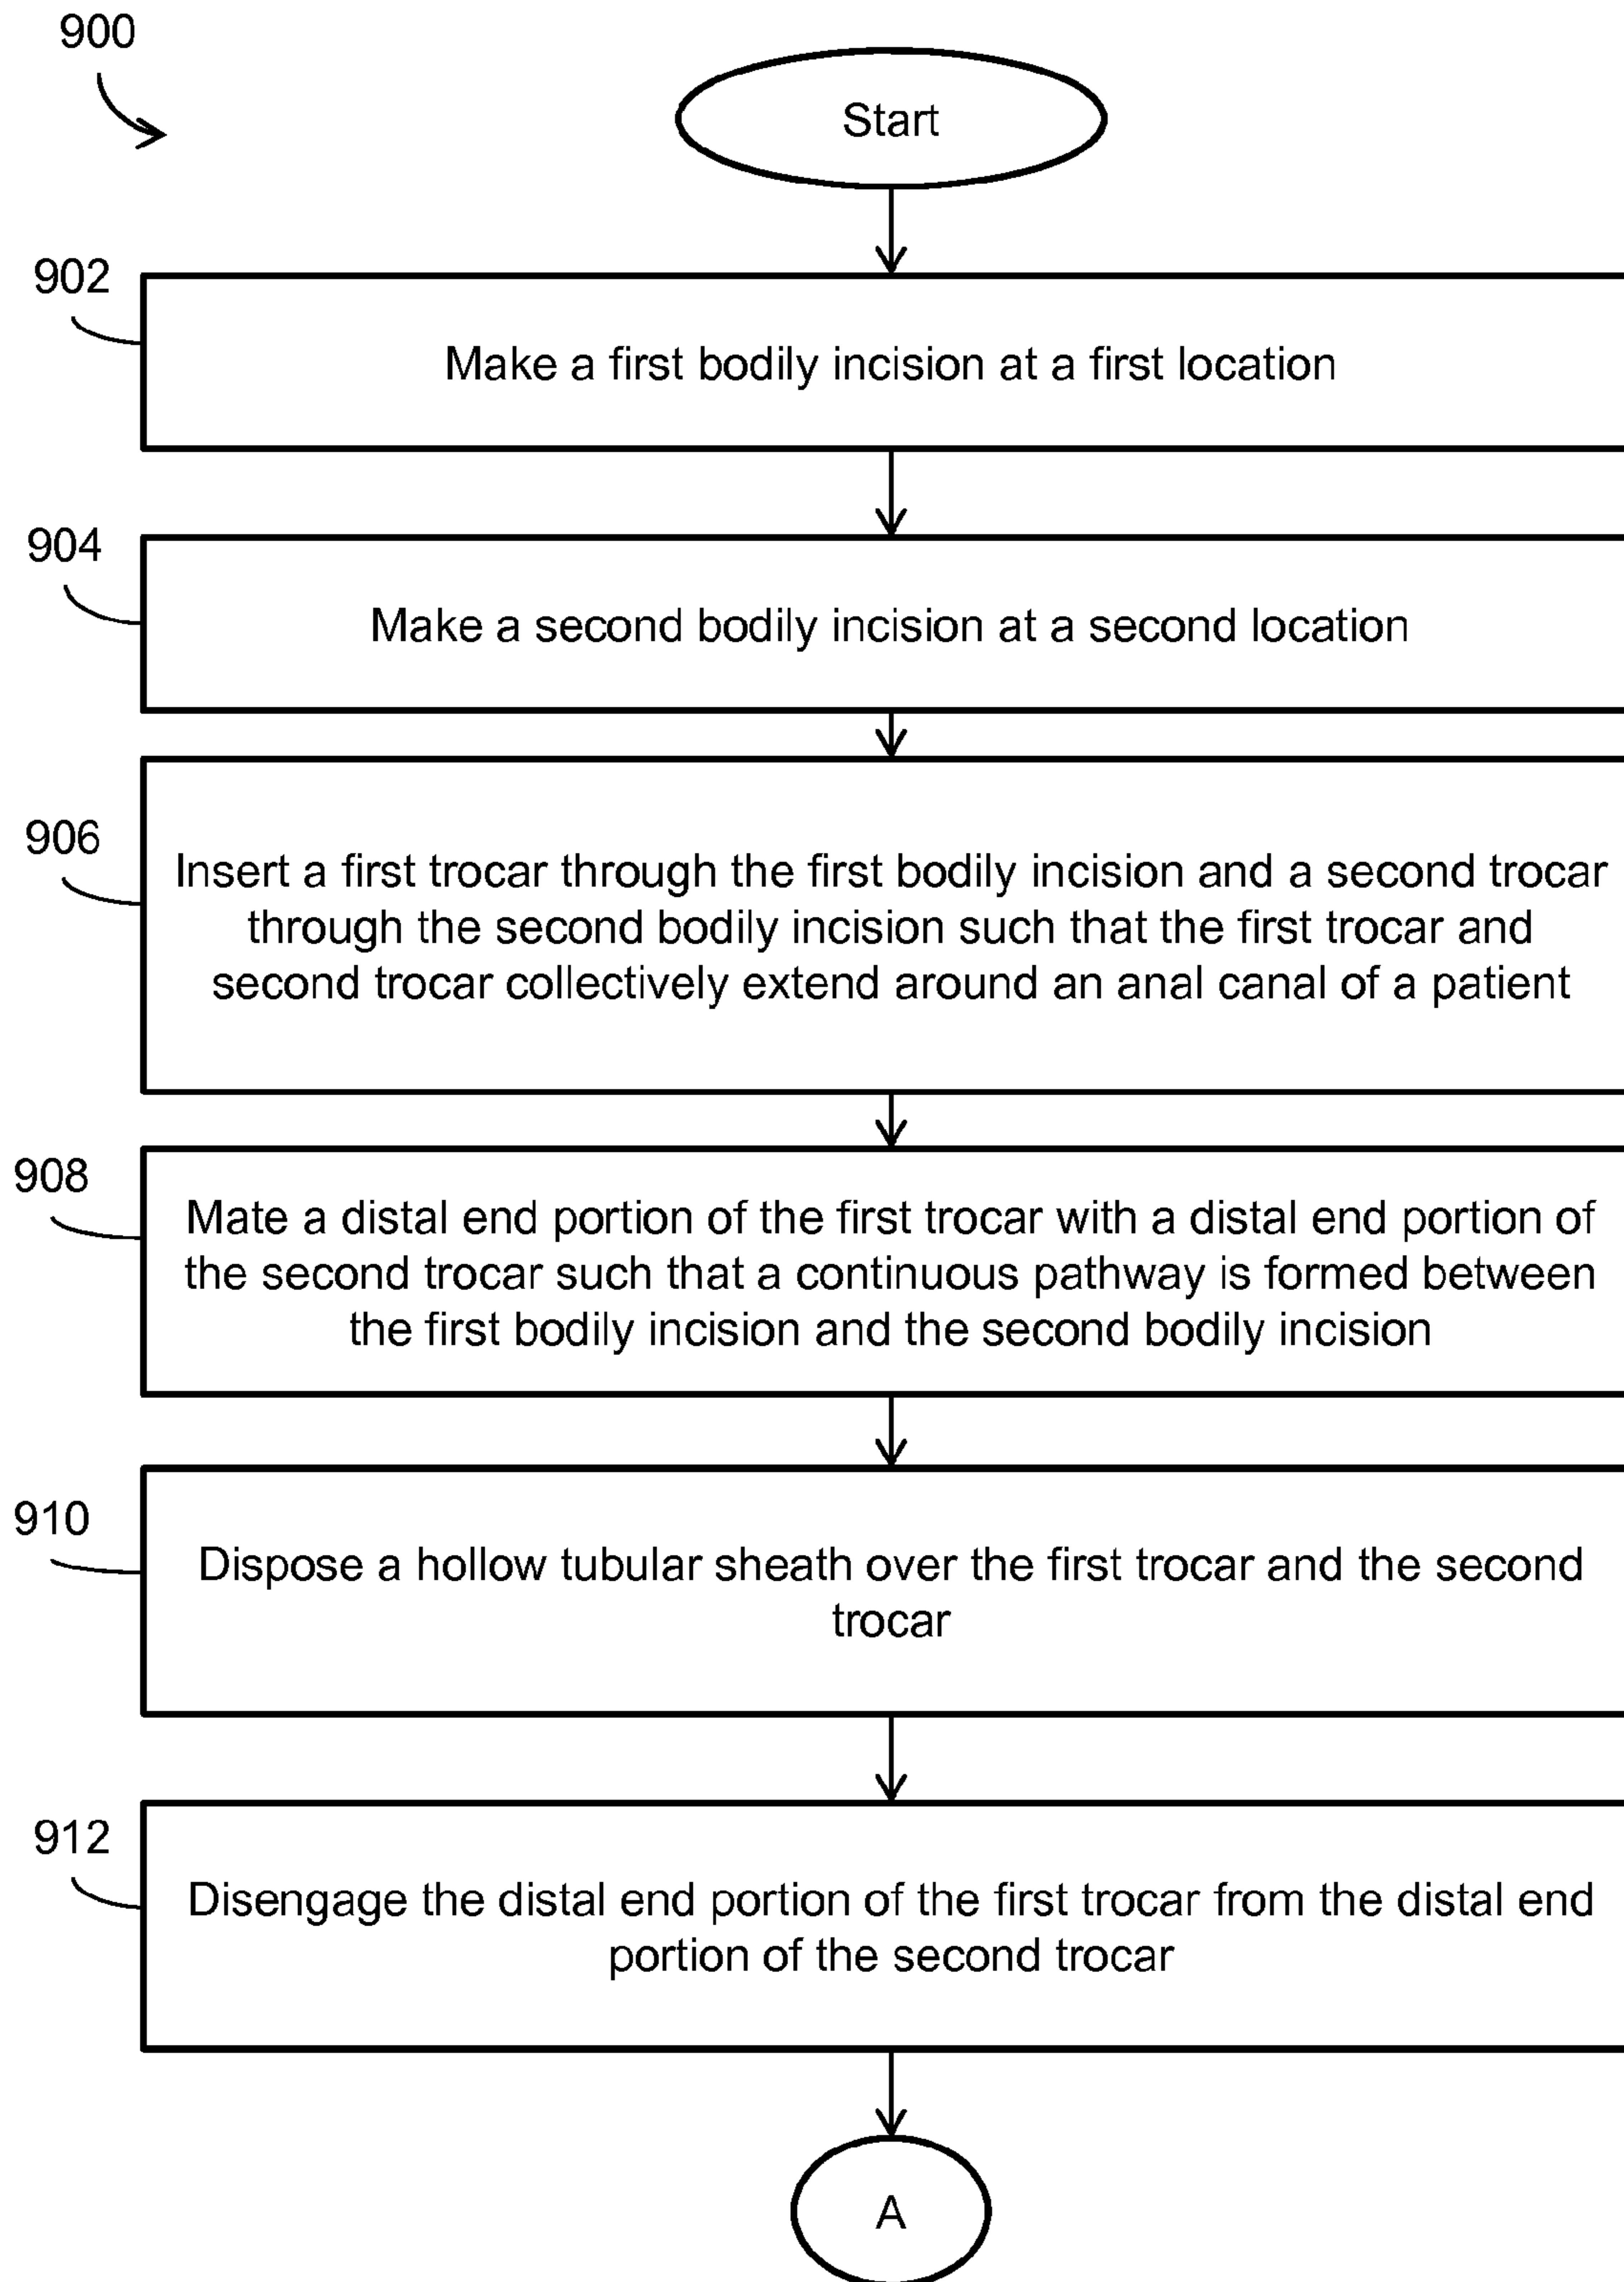 900
Start
902
Make a first bodily incision at a first location
904
Make a second bodily incision at a second location
906
Insert a first trocar through the first bodily incision and a second trocar
through the second bodily incision such that the first trocar and
second trocar collectively extend around an anal canal of a patient
908
Mate a distal end portion of the first trocar with a distal end portion of
the second trocar such that a continuous pathway is formed between
the first bodily incision and the second bodily incision
910
Dispose a hollow tubular sheath over the first trocar and the second
trocar
912
Disengage the distal end portion of the first trocar from the distal end
portion of the second trocar
A